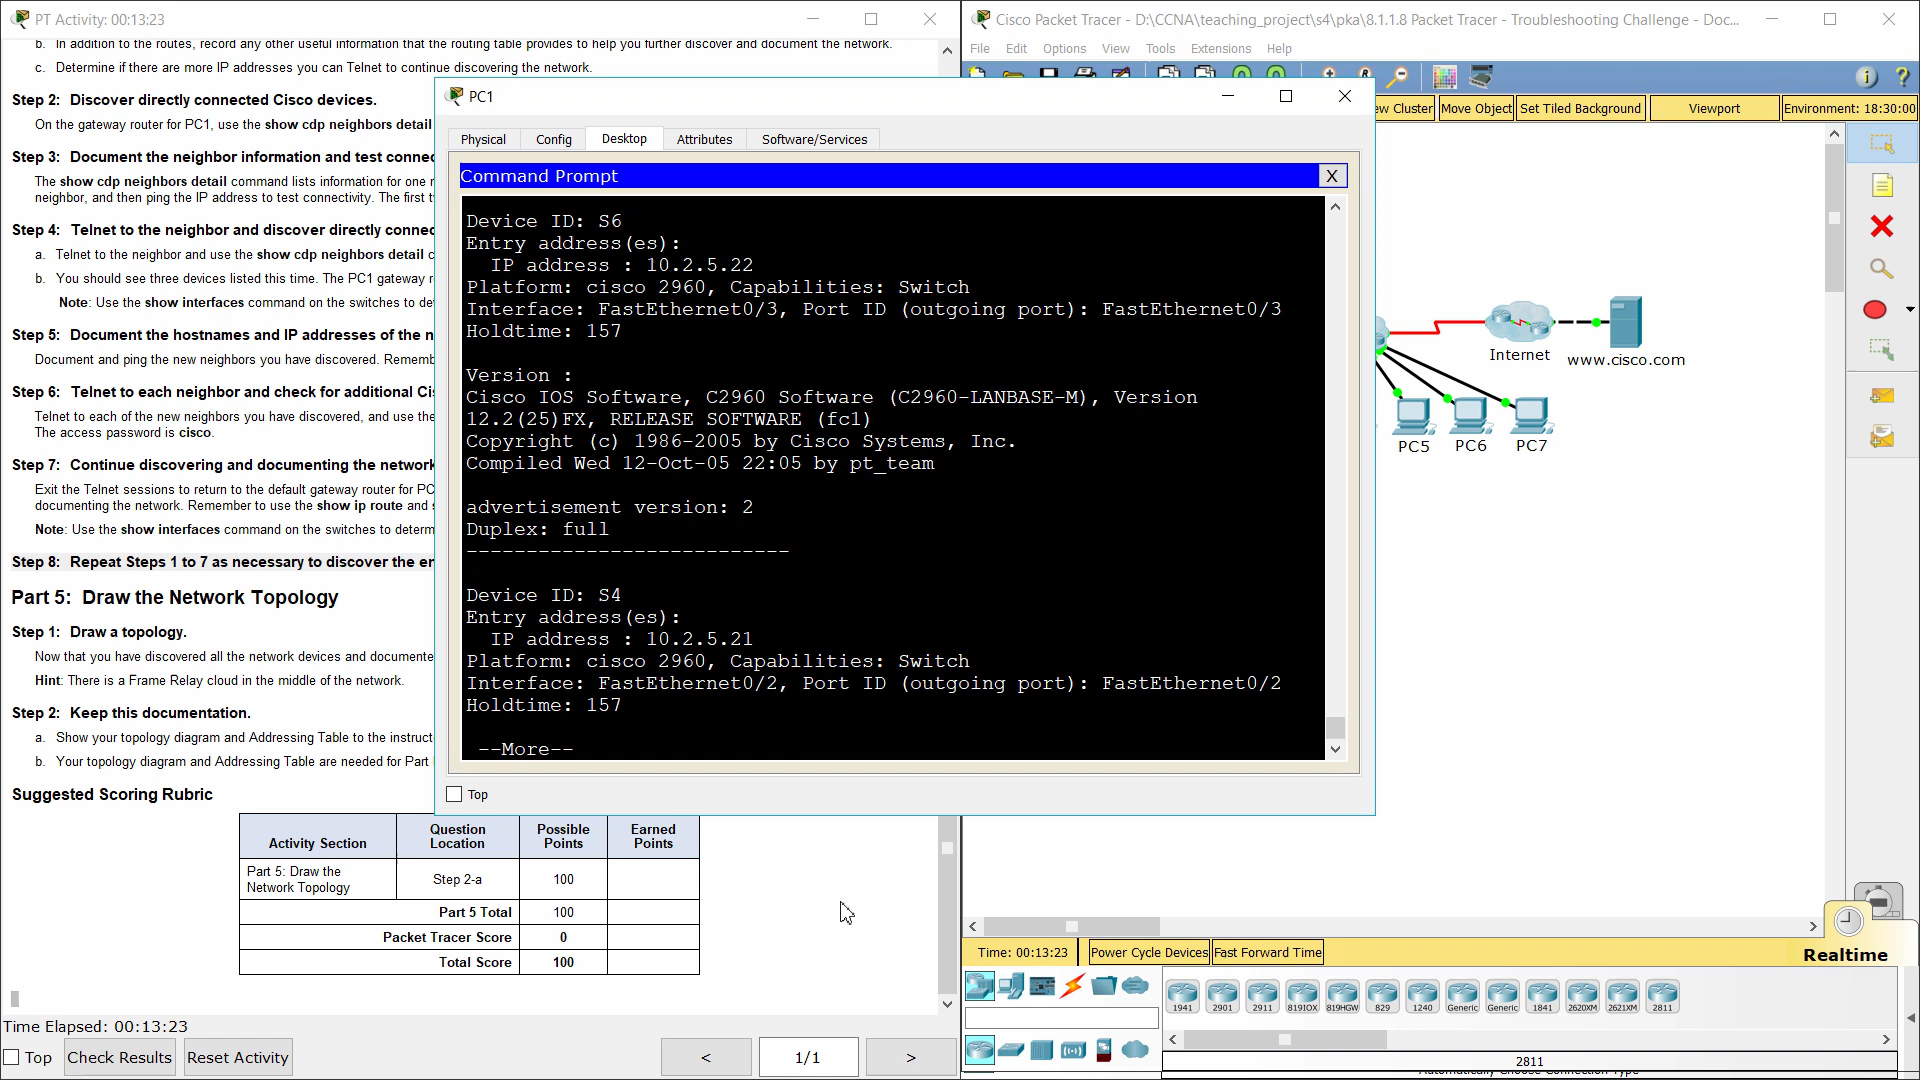 PT Activity: 00:13:23
b. In addition to the routes, record any other useful information that the routing table provides to help you further discover and document the network.
c. Determine if there are more IP addresses you can Telnet to continue discovering the network.
Step 2: Discover directly connected Cisco devices.
On the gateway router for PC1, use the show cdp neighbors detail
Step 3: Document the neighbor information and test connec
The show cdp neighbors detail command lists information for one
neighbor, and then ping the IP address to test connectivity. The first
Step 4: Telnet to the neighbor and discover directly connec
a. Telnet to the neighbor and use the show cdp neighbors detail c
b. You should see three devices listed this time. The PC1 gateway
Note: Use the show interfaces command on the switches to de
Step 5: Document the hostnames and IP addresses of the n
Document and ping the new neighbors you have discovered. Rememb
Step 6: Telnet to each neighbor and check for additional Ci
Telnet to each of the new neighbors you have discovered, and use the
The access password is cisco.
Step 7: Continue discovering and documenting the network
Exit the Telnet sessions to return to the default gateway router for PC
documenting the network. Remember to use the show ip route and
Note: Use the show interfaces command on the switches to determ
Step 8: Repeat Steps 1 to 7 as necessary to discover the en
Part 5: Draw the Network Topology
Step 1: Draw a topology.
Now that you have discovered all the network devices and documente
Hint: There is a Frame Relay cloud in the middle of the network.
Step 2: Keep this documentation.
a. Show your topology diagram and Addressing Table to the instruct
b. Your topology diagram and Addressing Table are needed for Part
Suggested Scoring Rubric
Activity Section
Question Location
Possible Points
Earned Points
Part 5: Draw the Network Topology
Step 2-a
100
Part 5 Total
100
Packet Tracer Score
0
Total Score
100
Time Elapsed: 00:13:23
Top
Check Results
Reset Activity
<
1/1
>
PC1
Physical
Config
Desktop
Attributes
Software/Services
Command Prompt
X
Device ID: S6
Entry address(es):
IP address : 10.2.5.22
Platform: cisco 2960, Capabilities: Switch
Interface: FastEthernet0/3, Port ID (outgoing port): FastEthernet0/3
Holdtime: 157
Version :
Cisco IOS Software, C2960 Software (C2960-LANBASE-M), Version
12.2(25)FX, RELEASE SOFTWARE (fc1)
Copyright (c) 1986-2005 by Cisco Systems, Inc.
Compiled Wed 12-Oct-05 22:05 by pt_team
advertisement version: 2
Duplex: full
---------------------------
Device ID: S4
Entry address(es):
IP address : 10.2.5.21
Platform: cisco 2960, Capabilities: Switch
Interface: FastEthernet0/2, Port ID (outgoing port): FastEthernet0/2
Holdtime: 157
--More--
Top
Cisco Packet Tracer - D:\CCNA\teaching_project\s4\pka\8.1.1.8 Packet Tracer - Troubleshooting Challenge - Doc...
File Edit Options View Tools Extensions Help
ew Cluster
Move Object
Set Tiled Background
Viewport
Environment: 18:30:00
Internet
www.cisco.com
PC5
PC6
PC7
Time: 00:13:23
Power Cycle Devices
Fast Forward Time
Realtime
1941
2901
2911
819IOX
819HGW
829
1240
Generic
Generic
1841
2620XM
2621XM
2811
2811
Automatically Choose Connection Type